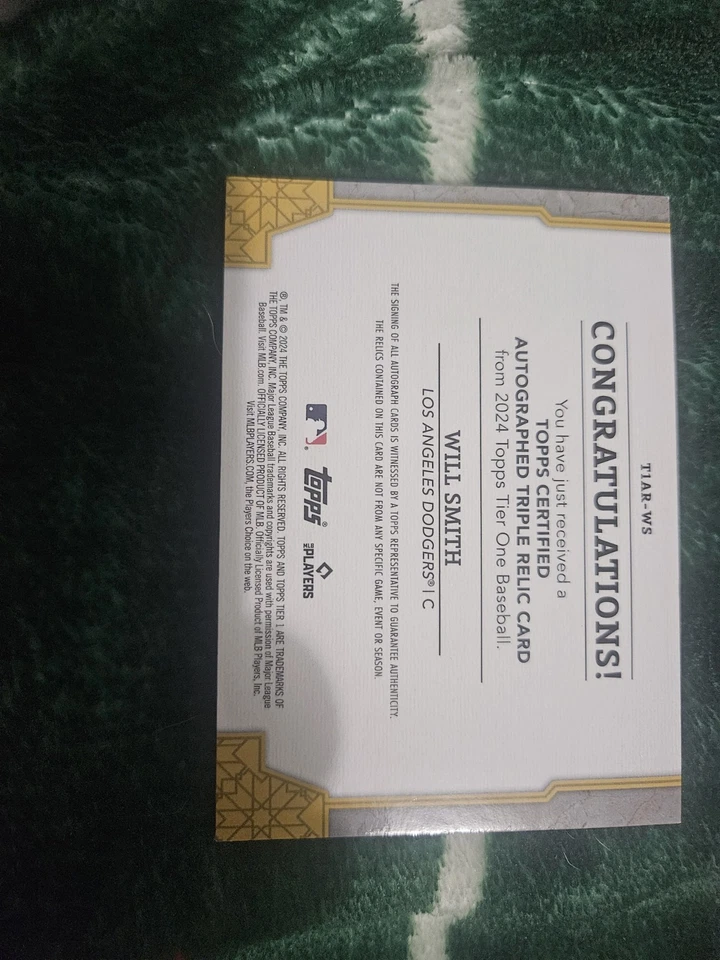 T1AR-WS
CONGRATULATIONS!
You have just received a
TOPPS CERTIFIED
AUTOGRAPHED TRIPLE RELIC CARD
from 2024 Topps Tier One Baseball.
WILL SMITH
LOS ANGELES DODGERS® | C
THE SIGNING OF ALL AUTOGRAPH CARDS IS WITNESSED BY A TOPPS REPRESENTATIVE TO GUARANTEE AUTHENTICITY.
THE RELICS CONTAINED ON THIS CARD ARE NOT FROM ANY SPECIFIC GAME, EVENT OR SEASON.
® topps® MLB PLAYERS
®, TM & © 2024 THE TOPPS COMPANY, INC. ALL RIGHTS RESERVED. TOPPS AND TOPPS TIER 1 ARE TRADEMARKS OF
THE TOPPS COMPANY, INC. Major League Baseball trademarks and copyrights are used with permission of Major League
Baseball. Visit MLB.com. OFFICIALLY LICENSED PRODUCT OF MLB. Officially Licensed Product of MLB Players, Inc.
Visit MLBPLAYERS.COM, the Players Choice on the web.